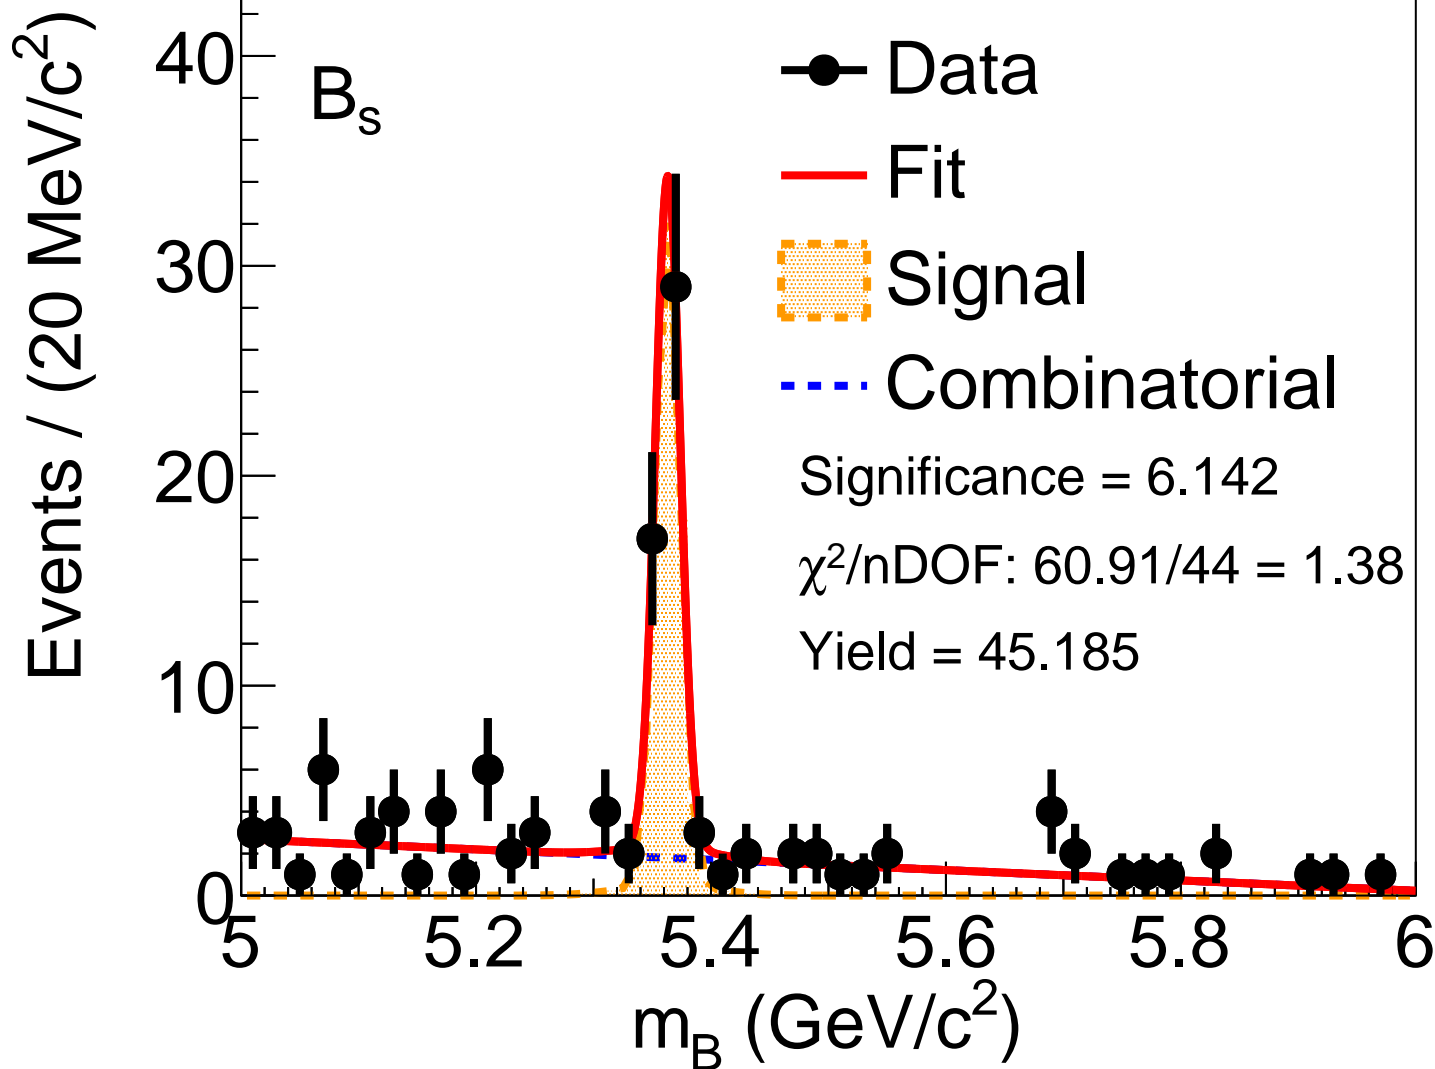 Events / (20 MeV/c²)
40
30
20
10
0
B_s
Data
Fit
Signal
Combinatorial
Significance = 6.142
χ²/nDOF: 60.91/44 = 1.38
Yield = 45.185
5 5.2 5.4 5.6 5.8 6
m_B (GeV/c²)